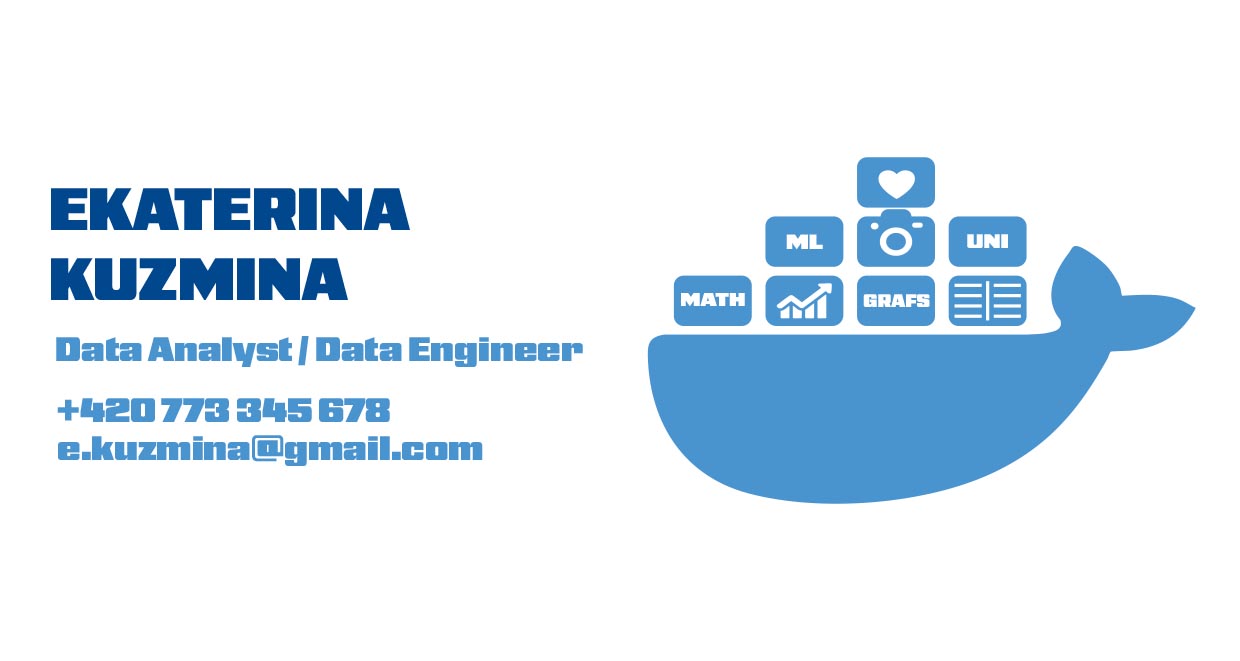 EKATERINA
KUZMINA
Data Analyst / Data Engineer
+420 773 345 678
e.kuzmina@gmail.com
ML
UNI
MATH
GRAFS